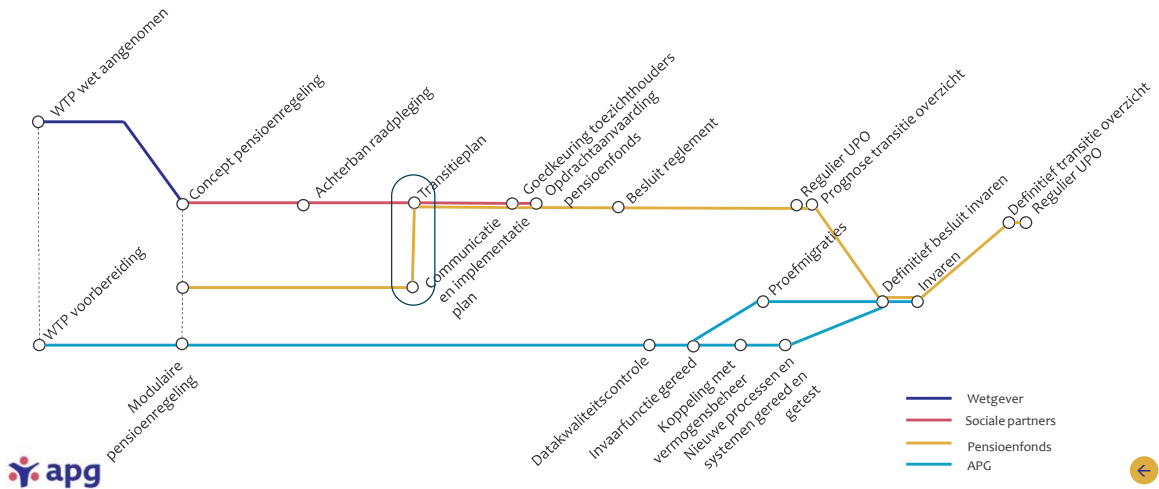 WTP wet aangenomen
Concept pensioenregeling
Achterban raadpleging
Transitieplan
Goedkeuring toezichthouders
Opdrachtaanvaarding
pensioenfonds
Besluit reglement
Regulier UPO
Prognose transitie overzicht
Definitief transitie overzicht
Regulier UPO
Communicatie
en implementatie
plan
Proefmigraties
Definitief besluit invaren
Invaren
WTP voorbereiding
Modulaire
pensioenregeling
Datakwaliteitscontrole
Invaarfunctie gereed
Koppeling met
vermogensbeheer
Nieuwe processen en
systemen gereed en
getest
Wetgever
Sociale partners
Pensioenfonds
APG
apg